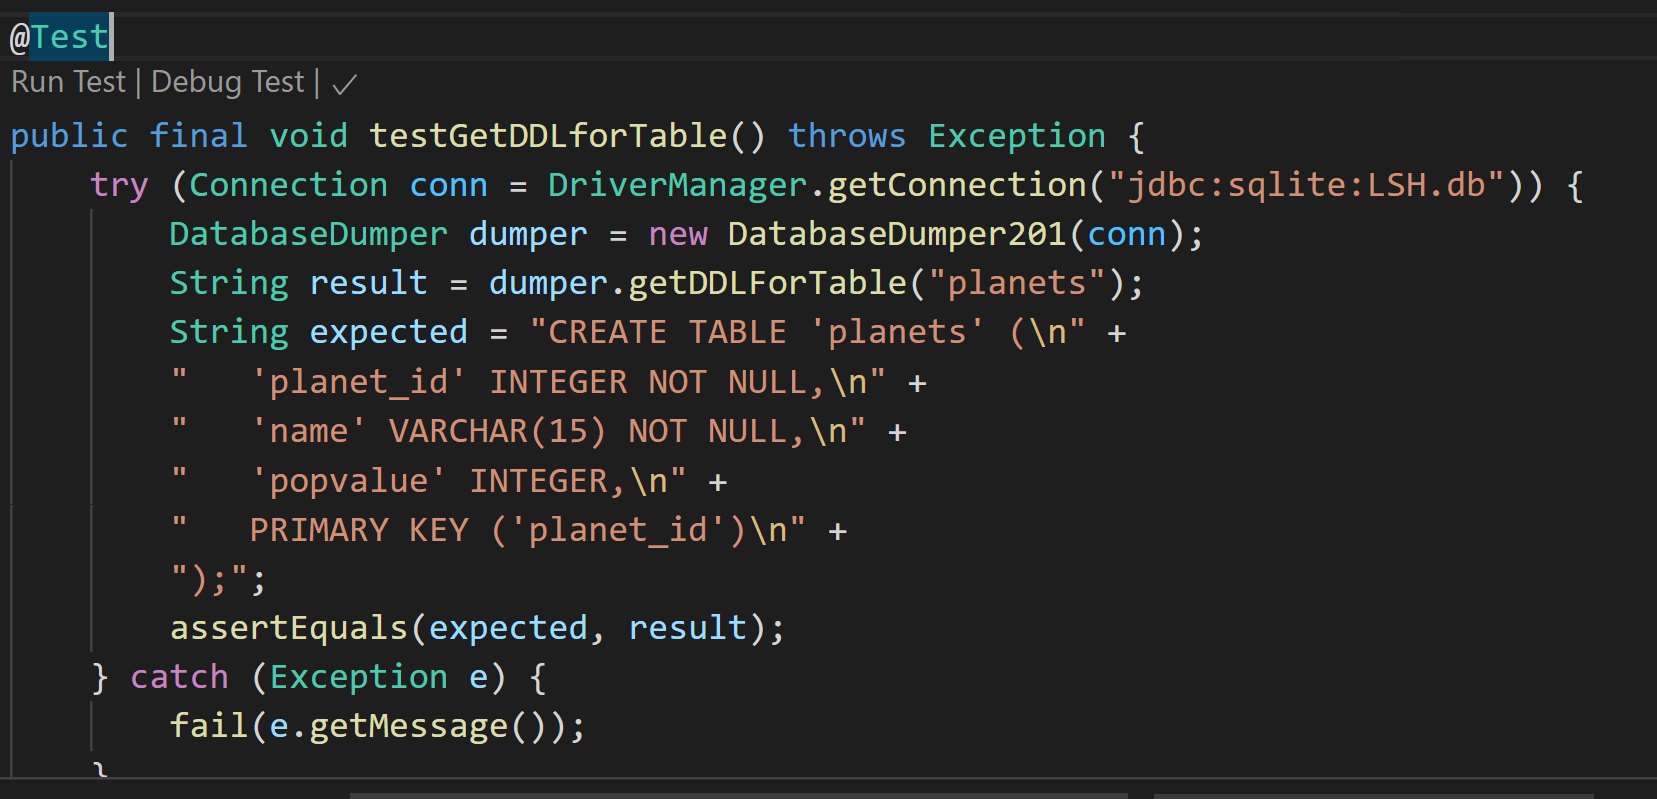 @Test
Run Test | Debug Test | ✓
public final void testGetDDLforTable() throws Exception {
    try (Connection conn = DriverManager.getConnection("jdbc:sqlite:LSH.db")) {
        DatabaseDumper dumper = new DatabaseDumper201(conn);
        String result = dumper.getDDLForTable("planets");
        String expected = "CREATE TABLE 'planets' (\n" +
        "   'planet_id' INTEGER NOT NULL,\n" +
        "   'name' VARCHAR(15) NOT NULL,\n" +
        "   'popvalue' INTEGER,\n" +
        "   PRIMARY KEY ('planet_id')\n" +
        ");";
        assertEquals(expected, result);
    } catch (Exception e) {
        fail(e.getMessage());
    }